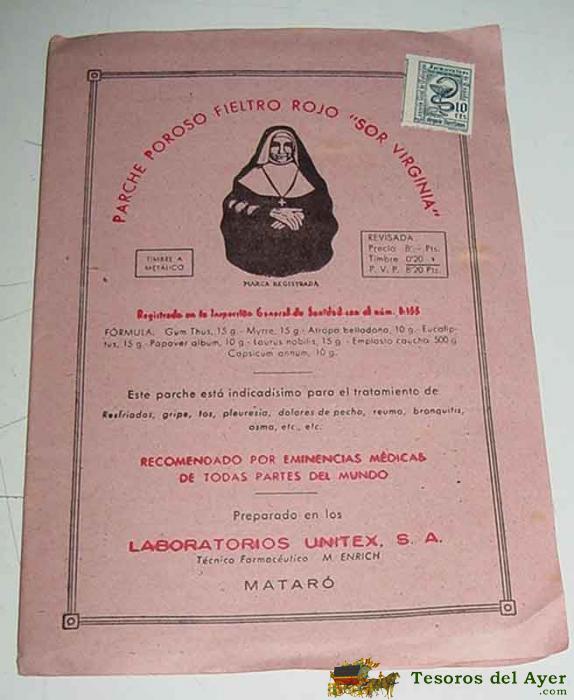 PARCHE POROSO FIELTRO ROJO "SOR VIRGINIA"
10
CTS
TIMBRE A
METÁLICO
MARCA REGISTRADA
REVISADA
Precio 8'— Pts.
Timbre 0'20 »
P. V. P. 8'20 Pts.
Registrado en la Inspección General de Sanidad con el núm.
FÓRMULA: Gum Thus, 15 g. - Myrre, 15 g. - Atropa belladona, 10 g. Eucalip-
tus, 15 g. - Papaver album, 10 g. - Laurus nobilis, 15 g. - Emplasto caucho 500 g
Capsicum annum, 10 g.
Este parche está indicadísimo para el tratamiento de
Resfriados, gripe, tos, pleuresía, dolores de pecho, reuma, bronquitis,
asma, etc., etc.
RECOMENDADO POR EMINENCIAS MÉDICAS
DE TODAS PARTES DEL MUNDO
Preparado en los
LABORATORIOS UNITEX, S. A.
Técnico Farmacéutico M. ENRICH
MATARÓ
Tesoros del Ayer
.com